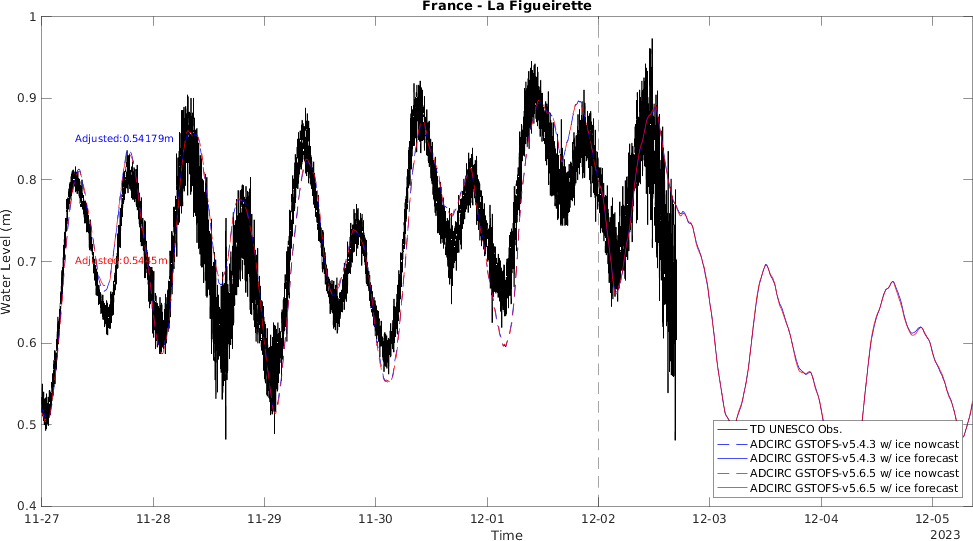 France - La Figueirette
1
0.9
0.8
0.7
0.6
0.5
0.4
Water Level (m)
Adjusted:0.54179m
11-27
11-28
11-29
11-30
12-01
12-02
12-03
12-04
12-05
Time
2023
TD UNESCO Obs.
ADCIRC GSTOFS-v5.4.3 w/ ice nowcast
ADCIRC GSTOFS-v5.4.3 w/ ice forecast
ADCIRC GSTOFS-v5.6.5 w/ ice nowcast
ADCIRC GSTOFS-v5.6.5 w/ ice forecast